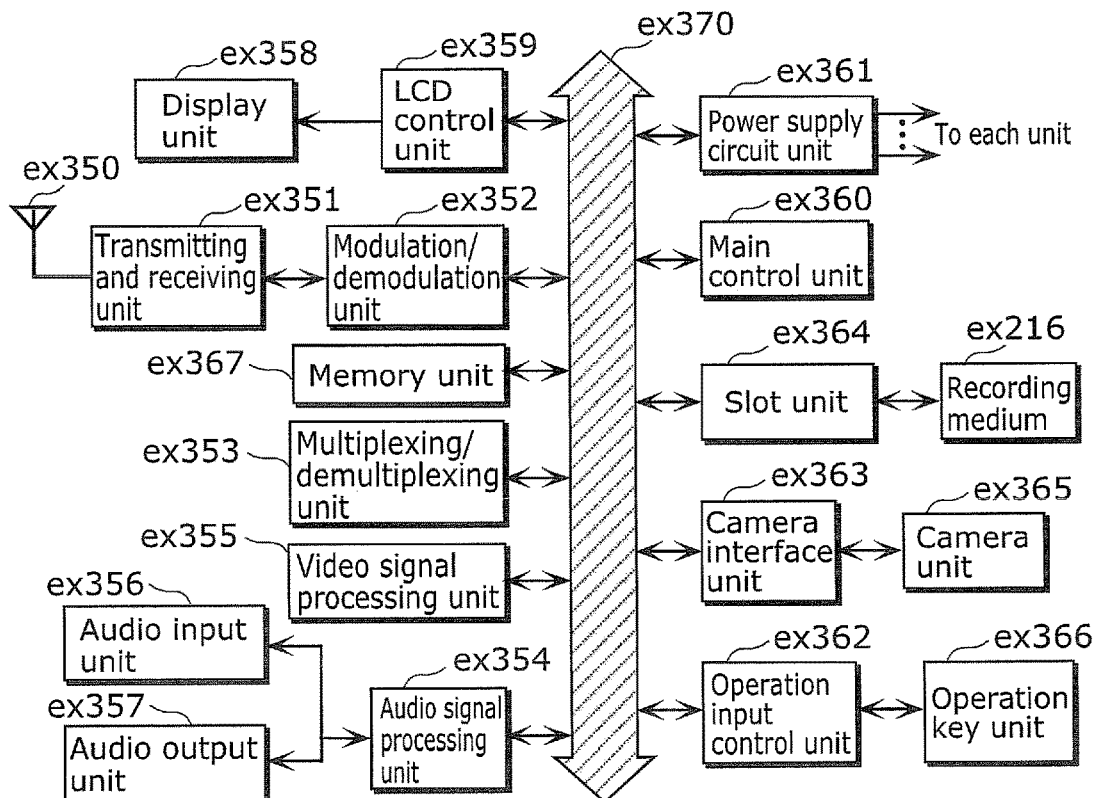 ex370
ex358
ex359
ex361
Display
unit
LCD
control
unit
Power supply
circuit unit
To each unit
ex350
ex351
ex352
ex360
Transmitting
and receiving
unit
Modulation/
demodulation
unit
Main
control unit
ex364
ex216
ex367
Memory unit
Slot unit
Recording
medium
ex353
Multiplexing/
demultiplexing
unit
ex363
ex365
Camera
interface
unit
Camera
unit
ex355
Video signal
processing unit
ex356
Audio input
unit
ex354
ex362
ex366
ex357
Audio output
unit
Audio signal
processing
unit
Operation
input
control unit
Operation
key unit